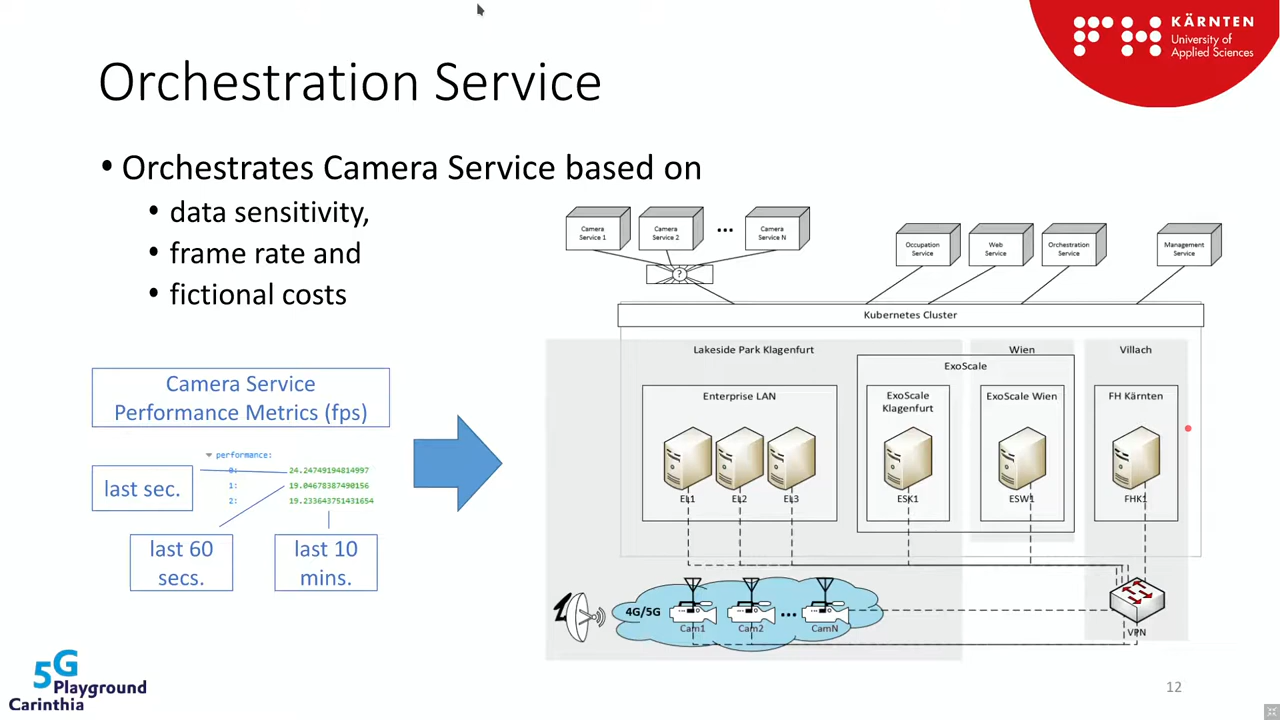 KÄRNTEN
University of
Applied Sciences
Orchestration Service
• Orchestrates Camera Service based on
• data sensitivity,
• frame rate and
• fictional costs
Camera Service
Performance Metrics (fps)
performance:
0: 24.24749194814997
1: 19.04678387490156
2: 19.233643751431654
last sec.
last 60
secs.
last 10
mins.
Camera
Service 1
Camera
Service 2
...
Camera
Service N
?
Occupation
Service
Web
Service
Orchestration
Service
Management
Service
Kubernetes Cluster
Lakeside Park Klagenfurt
Wien
Villach
ExoScale
Enterprise LAN
ExoScale
Klagenfurt
ExoScale Wien
FH Kärnten
EL1
EL2
EL3
ESK1
ESW1
FHK1
4G/5G
Cam1
Cam2
...
CamN
VPN
5G
Playground
Carinthia
12